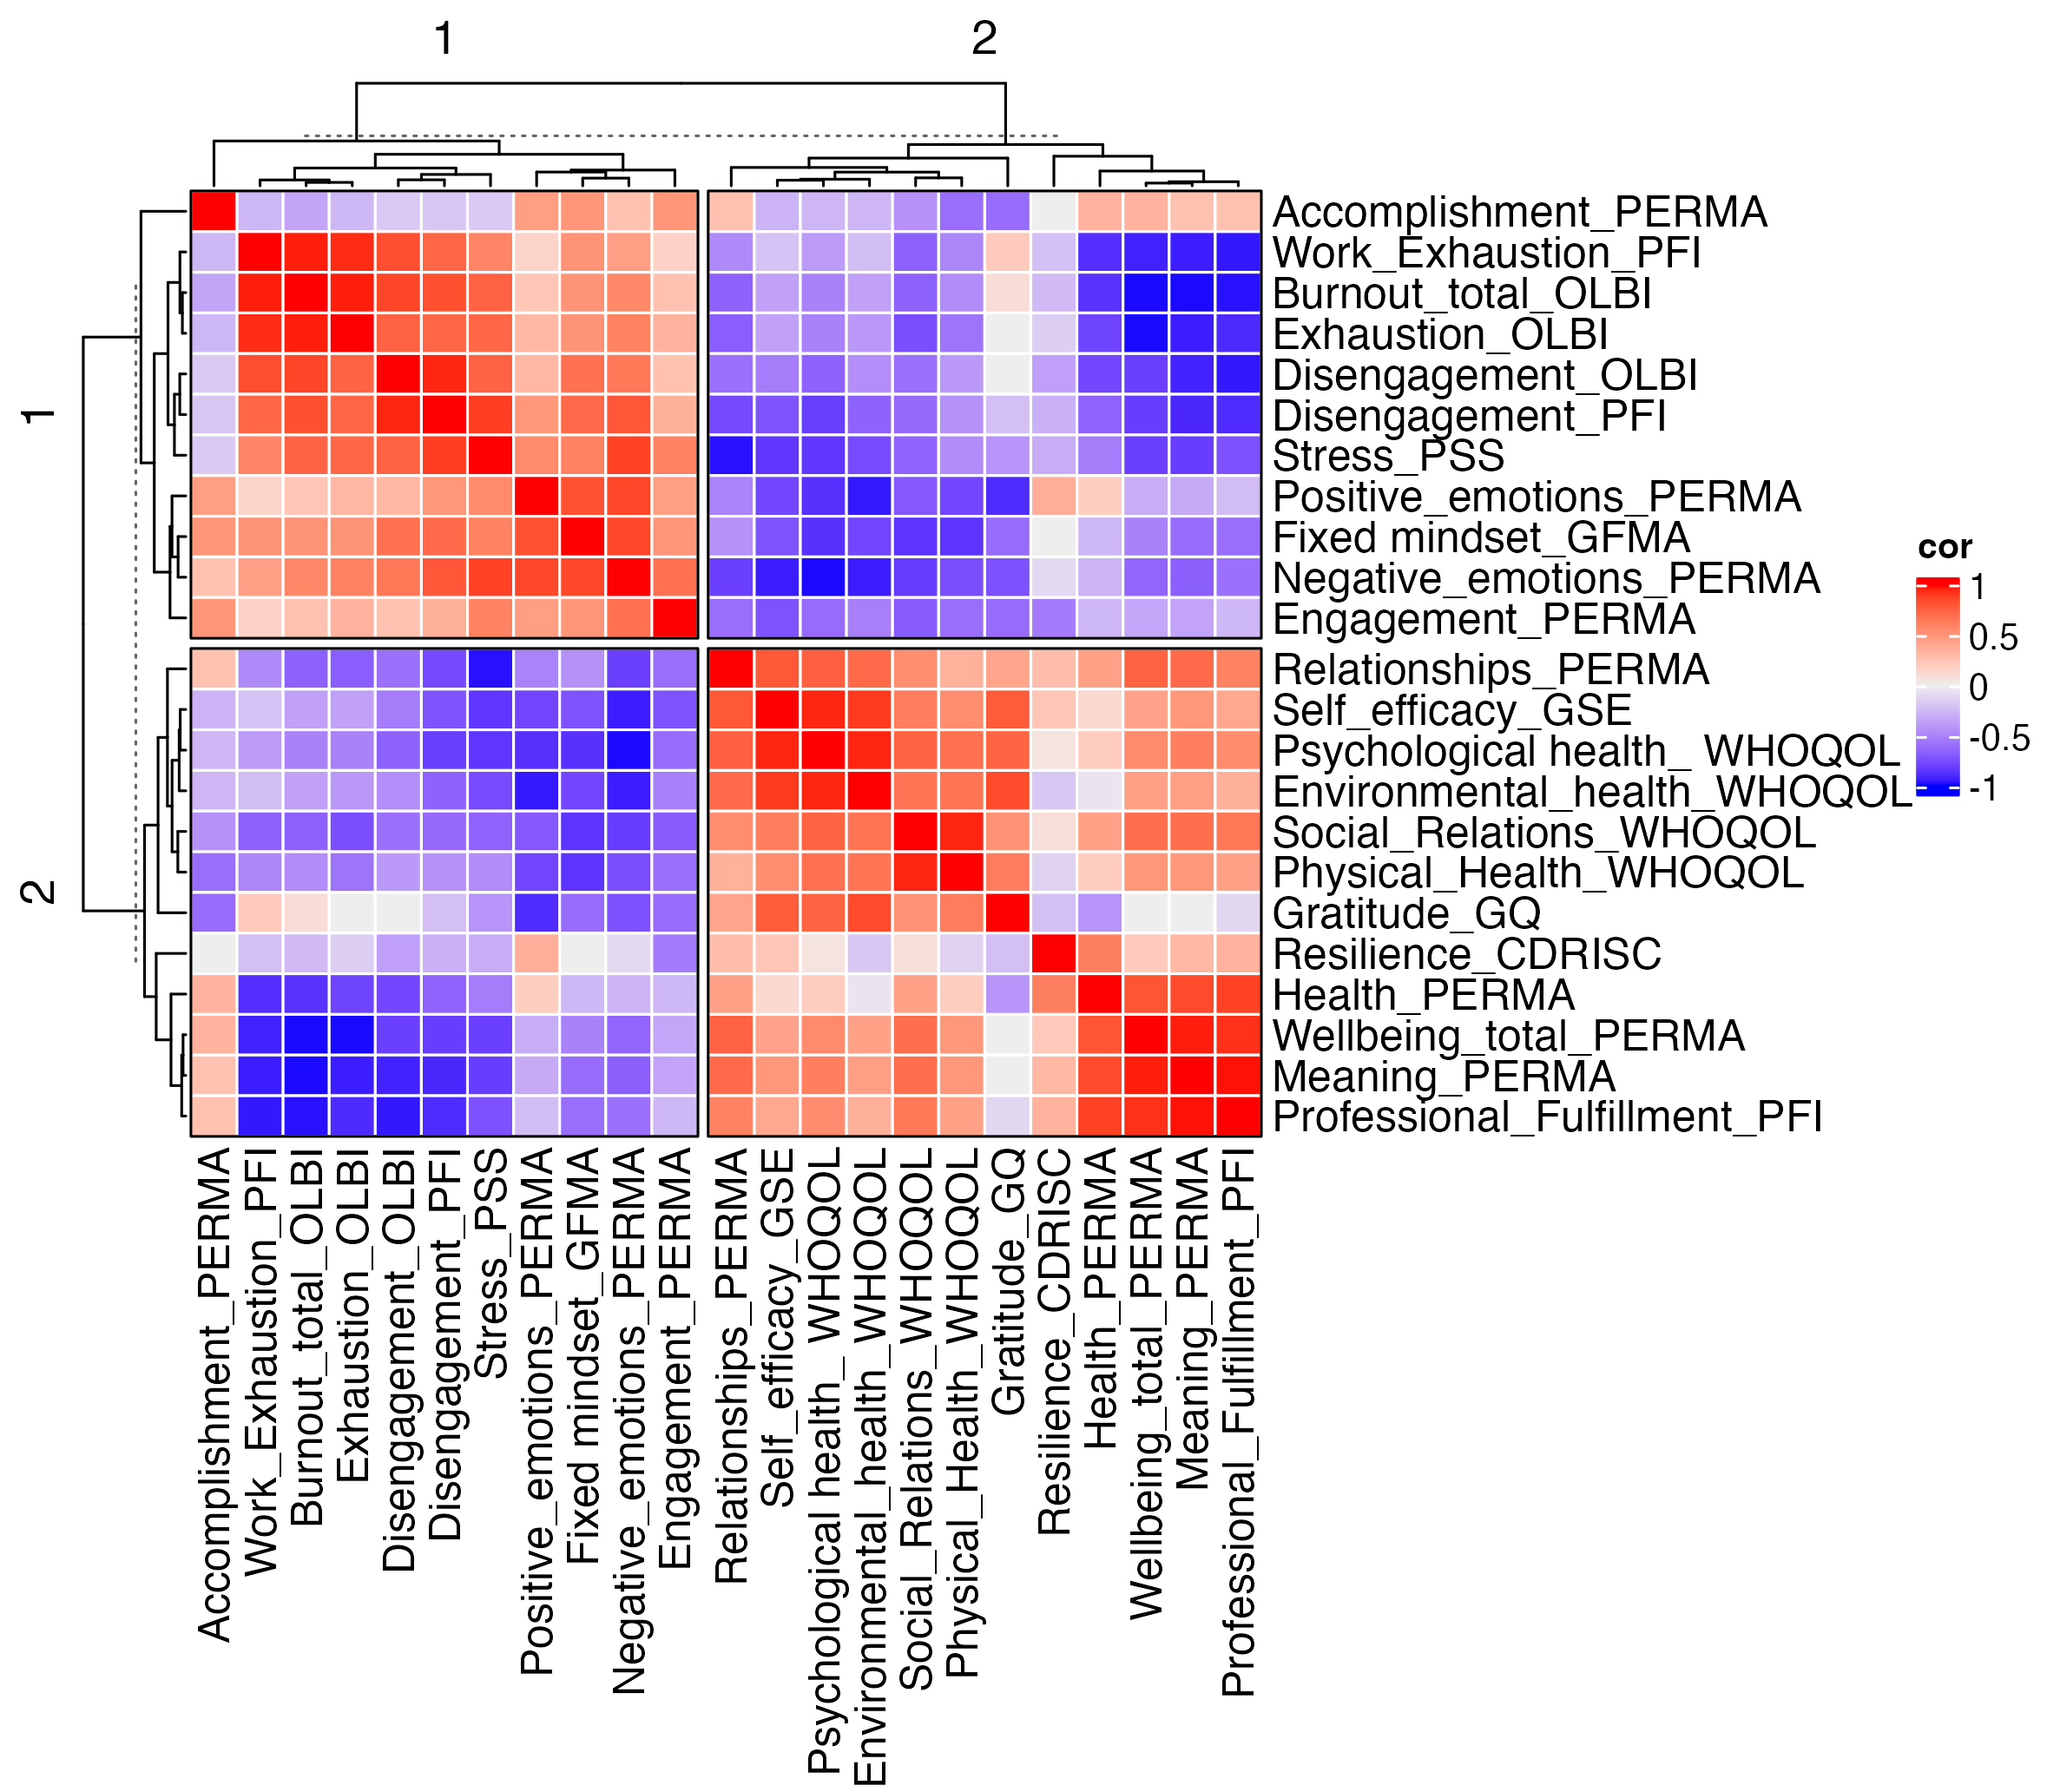 1
2
1
2
Accomplishment_PERMA
Work_Exhaustion_PFI
Burnout_total_OLBI
Exhaustion_OLBI
Disengagement_OLBI
Disengagement_PFI
Stress_PSS
Positive_emotions_PERMA
Fixed mindset_GFMA
Negative_emotions_PERMA
Engagement_PERMA
Relationships_PERMA
Self_efficacy_GSE
Psychological health_ WHOQOL
Environmental_health_WHOQOL
Social_Relations_WHOQOL
Physical_Health_WHOQOL
Gratitude_GQ
Resilience_CDRISC
Health_PERMA
Wellbeing_total_PERMA
Meaning_PERMA
Professional_Fulfillment_PFI
cor
1
0.5
0
-0.5
-1
Accomplishment_PERMA
Work_Exhaustion_PFI
Burnout_total_OLBI
Exhaustion_OLBI
Disengagement_OLBI
Disengagement_PFI
Stress_PSS
Positive_emotions_PERMA
Fixed mindset_GFMA
Negative_emotions_PERMA
Engagement_PERMA
Relationships_PERMA
Self_efficacy_GSE
Psychological health_ WHOQOL
Environmental_health_WHOQOL
Social_Relations_WHOQOL
Physical_Health_WHOQOL
Gratitude_GQ
Resilience_CDRISC
Health_PERMA
Wellbeing_total_PERMA
Meaning_PERMA
Professional_Fulfillment_PFI